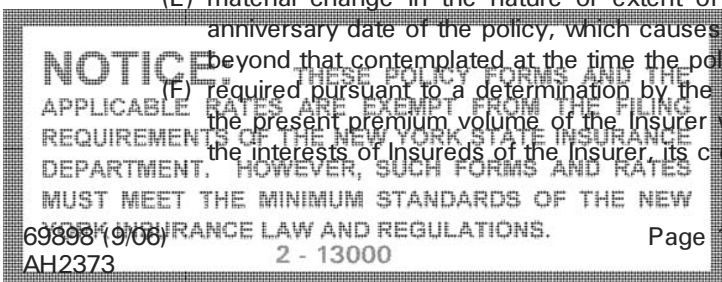 (E) material change in the nature or extent of
anniversary date of the policy, which causes
beyond that contemplated at the time the pol
(F) required pursuant to a determination by the
the present premium volume of the Insurer
the interests of Insureds of the Insurer, its c
NOTICE: THESE POLICY FORMS AND THE
APPLICABLE RATES ARE EXEMPT FROM THE FILING
REQUIREMENTS OF THE NEW YORK STATE INSURANCE
DEPARTMENT. HOWEVER, SUCH FORMS AND RATES
MUST MEET THE MINIMUM STANDARDS OF THE NEW
YORK INSURANCE LAW AND REGULATIONS.
69898 (9/06)
Page
AH2373
2 - 13000